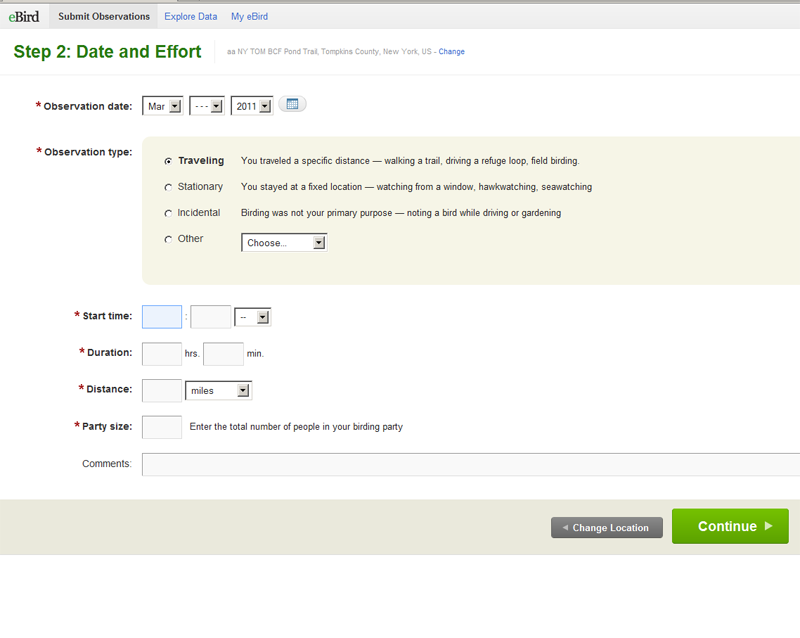 eBird Submit Observations Explore Data My eBird
Step 2: Date and Effort aa NY TOM BCF Pond Trail, Tompkins County, New York, US - Change
* Observation date: Mar --- 2011
* Observation type:
Traveling You traveled a specific distance — walking a trail, driving a refuge loop, field birding.
Stationary You stayed at a fixed location — watching from a window, hawkwatching, seawatching
Incidental Birding was not your primary purpose — noting a bird while driving or gardening
Other Choose...
* Start time: : --
* Duration: hrs. min.
* Distance: miles
* Party size: Enter the total number of people in your birding party
Comments:
Change Location Continue